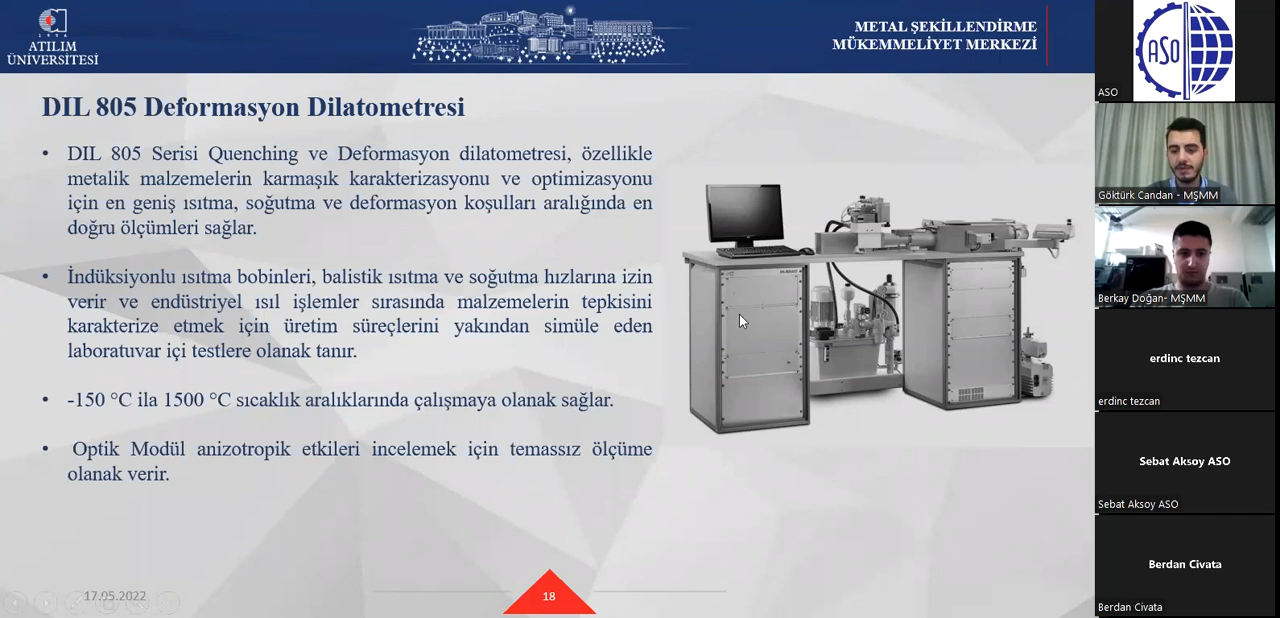 ATILIM
ÜNİVERSİTESİ
METAL ŞEKİLLENDİRME
MÜKEMMELİYET MERKEZİ
DIL 805 Deformasyon Dilatometresi
• DIL 805 Serisi Quenching ve Deformasyon dilatometresi, özellikle
metalik malzemelerin karmaşık karakterizasyonu ve optimizasyonu
için en geniş ısıtma, soğutma ve deformasyon koşulları aralığında en
doğru ölçümleri sağlar.
• İndüksiyonlu ısıtma bobinleri, balistik ısıtma ve soğutma hızlarına izin
verir ve endüstriyel ısıl işlemler sırasında malzemelerin tepkisini
karakterize etmek için üretim süreçlerini yakından simüle eden
laboratuvar içi testlere olanak tanır.
• -150 °C ila 1500 °C sıcaklık aralıklarında çalışmaya olanak sağlar.
• Optik Modül anizotropik etkileri incelemek için temassız ölçüme
olanak verir.
17.05.2022
18
ASO
ASO
Göktürk Candan - MŞMM
Berkay Doğan- MŞMM
erdinc tezcan
erdinc tezcan
Sebat Aksoy ASO
Sebat Aksoy ASO
Berdan Civata
Berdan Civata